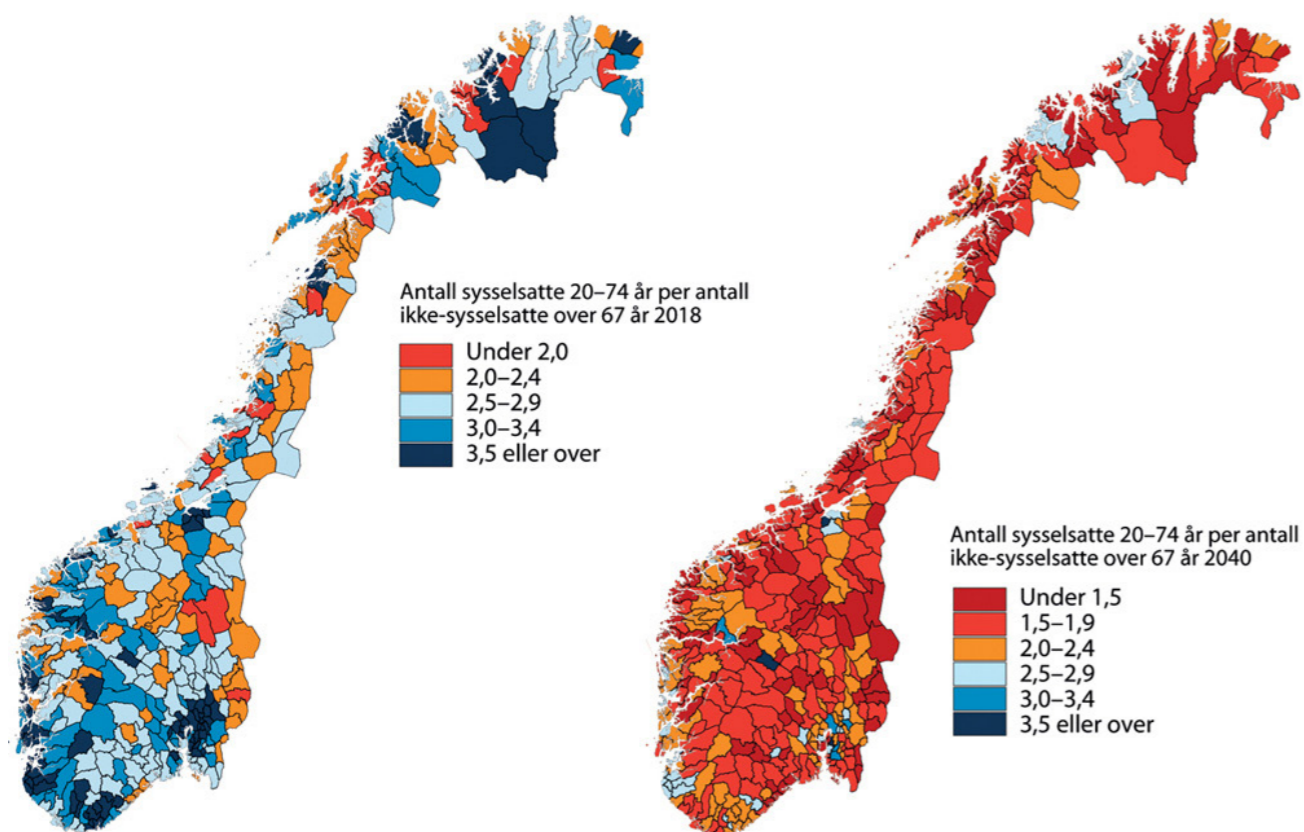 Antall sysselsatte 20–74 år per antall
ikke-sysselsatte over 67 år 2018
Under 2,0
2,0–2,4
2,5–2,9
3,0–3,4
3,5 eller over
Antall sysselsatte 20–74 år per antall
ikke-sysselsatte over 67 år 2040
Under 1,5
1,5–1,9
2,0–2,4
2,5–2,9
3,0–3,4
3,5 eller over